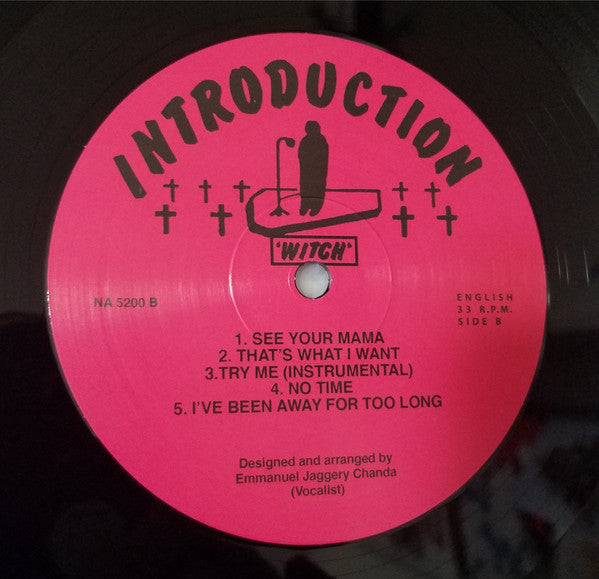 INTRODUCTION
'WITCH'
NA 5200 B
ENGLISH
33 R.P.M.
SIDE B
1. SEE YOUR MAMA
2. THAT'S WHAT I WANT
3.TRY ME (INSTRUMENTAL)
4. NO TIME
5. I'VE BEEN AWAY FOR TOO LONG
Designed and arranged by
Emmanuel Jaggery Chanda
(Vocalist)